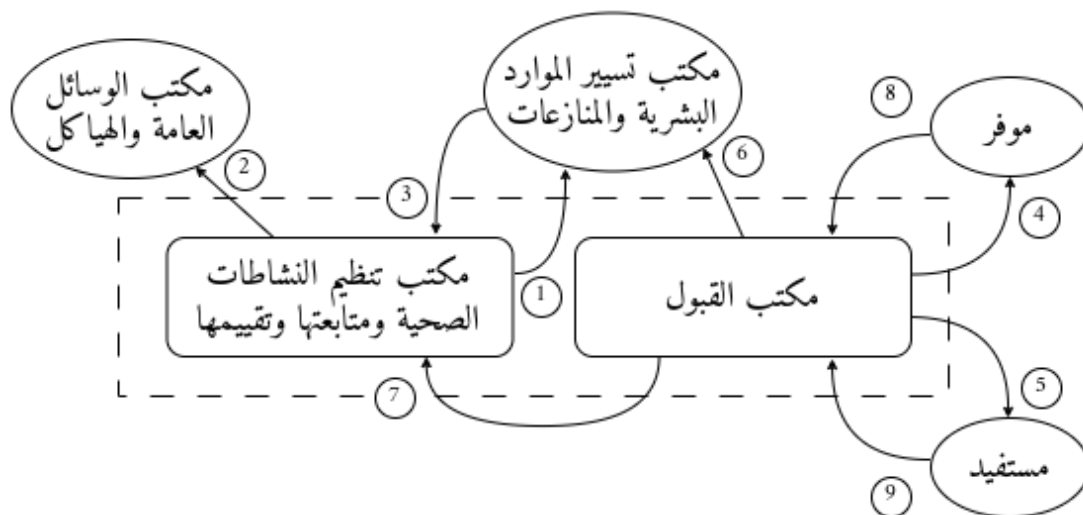 مكتب تسيير الموارد
البشرية والمنازعات
مكتب الوسائل
العامة والهياكل
موفر
8
6
2
3
4
مكتب القبول
مكتب تنظيم النشاطات
الصحية ومتابعتها وتقييمها
1
7
5
مستفيد
9